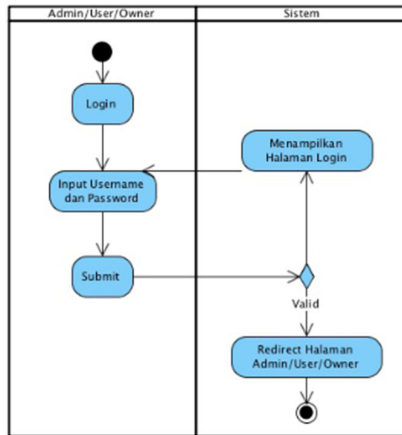 Admin/User/Owner
Sistem
Login
Menampilkan
Halaman Login
Input Username
dan Password
Submit
Valid
Redirect Halaman
Admin/User/Owner